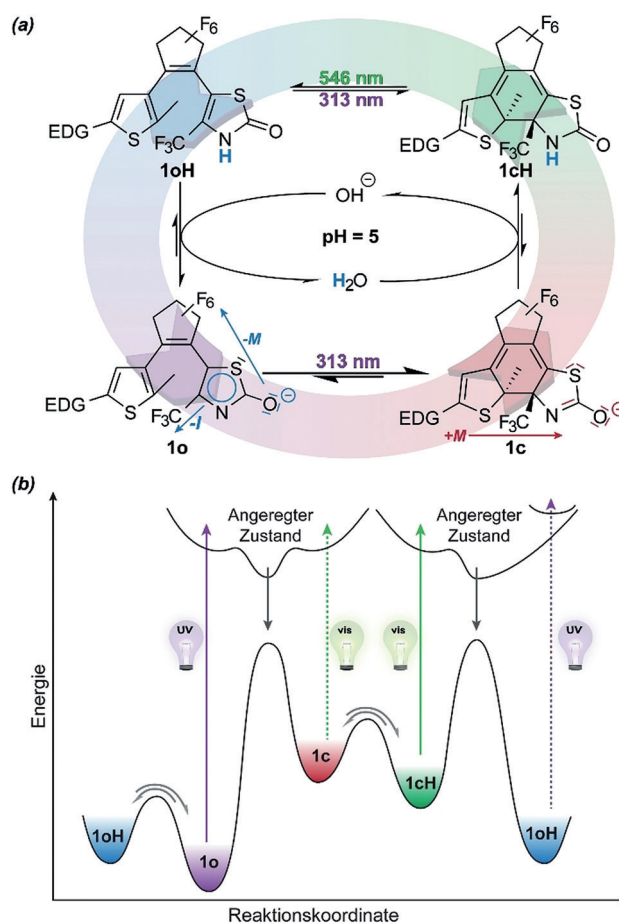 (a)
F₆
F₆
S
S
546 nm
313 nm
O
O
EDG
S
F₃C
N
H
EDG
S
F₃C
N
H
1oH
1cH
OH⊖
pH = 5
H₂O
F₆
F₆
-M
313 nm
S
S
O⊖
O⊖
EDG
S
F₃C
N
-I
EDG
S
F₃C
N
1o
+M
1c
(b)
Angeregter
Zustand
Angeregter
Zustand
UV
vis
vis
UV
Energie
1c
1cH
1oH
1o
1oH
Reaktionskoordinate